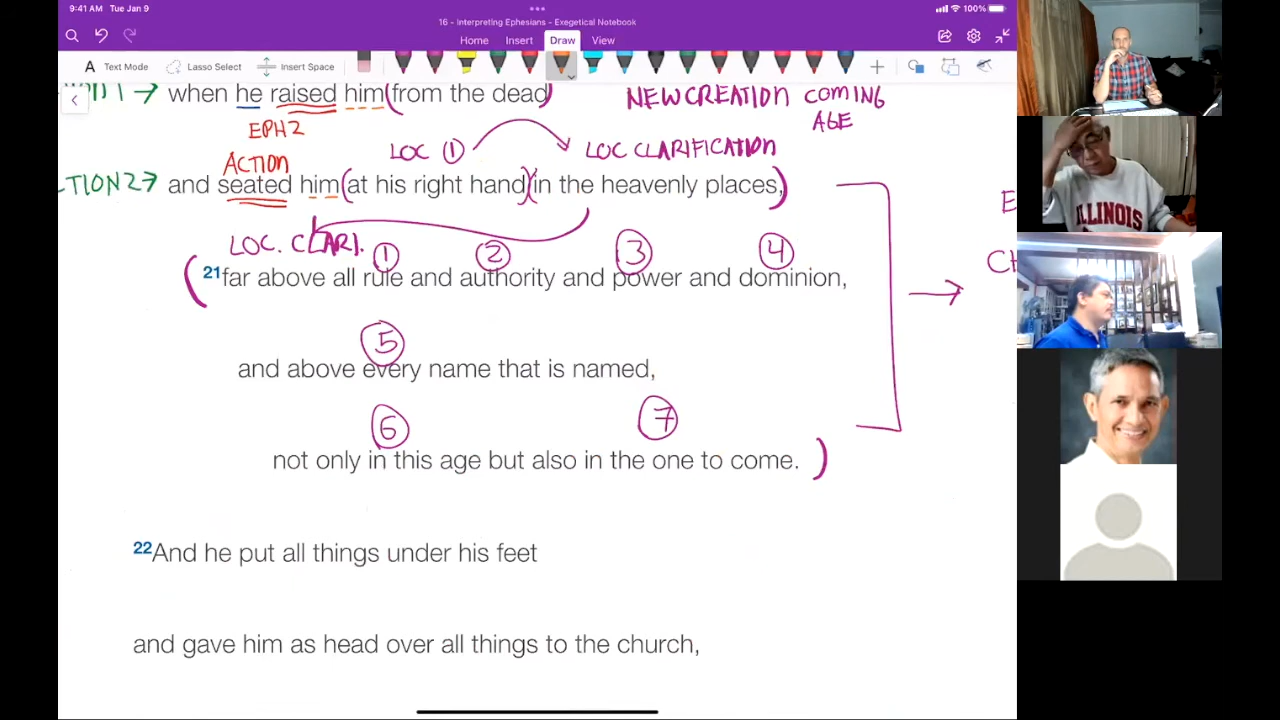 9:41 AM Tue Jan 9
100%
16 - Interpreting Ephesians - Exegetical Notebook
Home Insert Draw View
A Text Mode Lasso Select Insert Space
when he raised him (from the dead)
NEW CREATION COMING AGE
EPH 2
LOC ① LOC CLARIFICATION
ACTION
and seated him (at his right hand) (in the heavenly places,)
LOC. CLARI.
① ② ③ ④
(21far above all rule and authority and power and dominion,
⑤
and above every name that is named,
⑥ ⑦
not only in this age but also in the one to come. )
22And he put all things under his feet
and gave him as head over all things to the church,
ILLINOIS